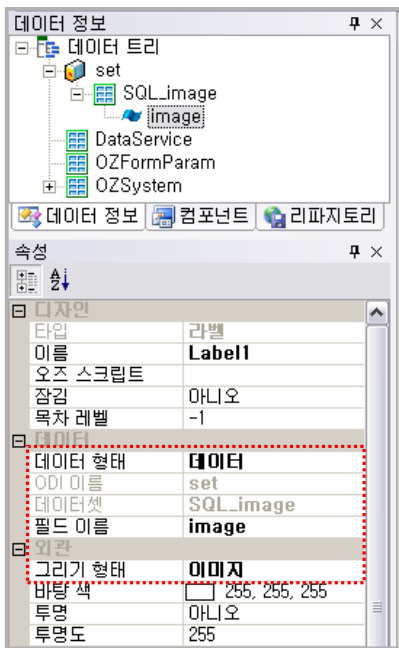 데이터 정보
데이터 트리
set
SQL_image
image
DataService
OZFormParam
OZSystem
데이터 정보 컴포넌트 리파지토리
속성
디자인
타입 라벨
이름 Label1
오즈 스크립트
잠김 아니오
목차 레벨 -1
데이터
데이터 형태 데이터
ODI 이름 set
데이터셋 SQL_image
필드 이름 image
외관
그리기 형태 이미지
바탕 색 255, 255, 255
투명 아니오
투명도 255